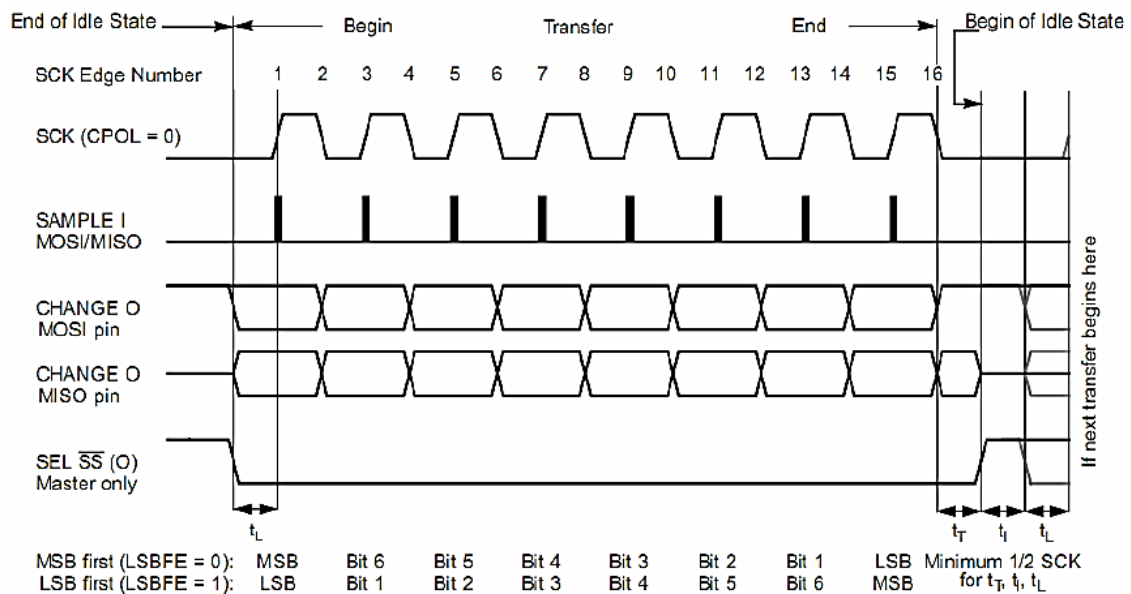 End of Idle State Begin Transfer End Begin of Idle State
SCK Edge Number 1 2 3 4 5 6 7 8 9 10 11 12 13 14 15 16
SCK (CPOL = 0)
SAMPLE I
MOSI/MISO
CHANGE O
MOSI pin
CHANGE O
MISO pin
SEL SS (O)
Master only
If next transfer begins here
tL tT tI tL
MSB first (LSBFE = 0): MSB Bit 6 Bit 5 Bit 4 Bit 3 Bit 2 Bit 1 LSB Minimum 1/2 SCK
LSB first (LSBFE = 1): LSB Bit 1 Bit 2 Bit 3 Bit 4 Bit 5 Bit 6 MSB for tT, tI, tL